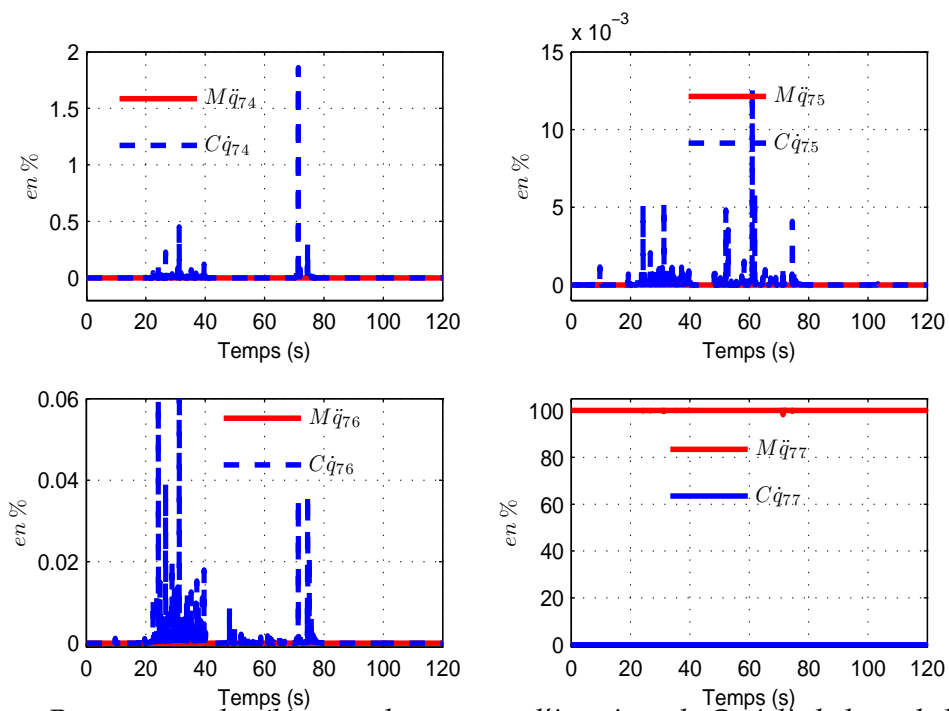 x 10⁻³
2
1.5
1
0.5
0
en %
Mq̈₇₄
Cq̇₇₄
0 20 40 60 80 100 120
Temps (s)
15
10
5
0
en %
Mq̈₇₅
Cq̇₇₅
0 20 40 60 80 100 120
Temps (s)
0.06
0.04
0.02
0
en %
Mq̈₇₆
Cq̇₇₆
0 20 40 60 80 100 120
Temps (s)
100
80
60
40
20
0
en %
Mq̈₇₇
Cq̇₇₇
0 20 40 60 80 100 120
Temps (s)